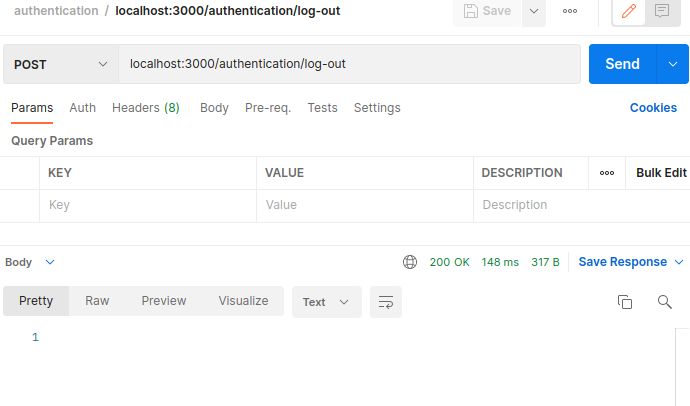 authentication / localhost:3000/authentication/log-out Save
POST localhost:3000/authentication/log-out Send
Params Auth Headers (8) Body Pre-req. Tests Settings Cookies
Query Params
KEY VALUE DESCRIPTION Bulk Edit
Key Value Description
Body 200 OK 148 ms 317 B Save Response
Pretty Raw Preview Visualize Text
1